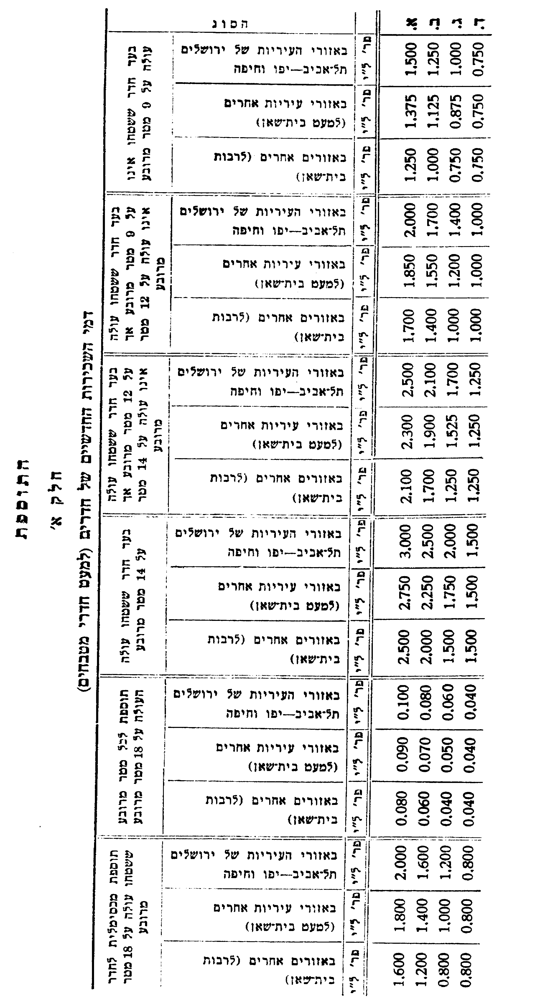 התוספת
חלק א׳
דמי השכירות החדשיים של חדרים (למעט חדרי מטבחים)
הסוג
בעד חדר ששטחו אינו
עולה על 9 מטר מרובע
באזורי העיריות של ירושלים
תל־אביב—יפו וחיפה
באזורי עיריות אחרים
(למעט בית־שאן)
באזורים אחרים (לרבות
בית־שאן)
בעד חדר ששטחו עולה
על 9 מטר מרובע אך
אינו עולה על 12 מטר
מרובע
באזורי העיריות של ירושלים
תל־אביב—יפו וחיפה
באזורי עיריות אחרים
(למעט בית־שאן)
באזורים אחרים (לרבות
בית־שאן)
בעד חדר ששטחו עולה
על 12 מטר מרובע אך
אינו עולה על 14 מטר
מרובע
באזורי העיריות של ירושלים
תל־אביב—יפו וחיפה
באזורי עיריות אחרים
(למעט בית־שאן)
באזורים אחרים (לרבות
בית־שאן)
בעד חדר ששטחו עולה
על 14 מטר מרובע
באזורי העיריות של ירושלים
תל־אביב—יפו וחיפה
באזורי עיריות אחרים
(למעט בית־שאן)
באזורים אחרים (לרבות
בית־שאן)
תוספת לכל מטר מרובע
העולה על 18 מטר מרובע
באזורי העיריות של ירושלים
תל־אביב—יפו וחיפה
באזורי עיריות אחרים
(למעט בית־שאן)
באזורים אחרים (לרבות
בית־שאן)
תוספת מכסימלית לחדר
ששטחו עולה על 18 מטר
מרובע
באזורי העיריות של ירושלים
תל־אביב—יפו וחיפה
באזורי עיריות אחרים
(למעט בית־שאן)
באזורים אחרים (לרבות
בית־שאן)
פר׳ ל״י פר׳ ל״י פר׳ ל״י פר׳ ל״י פר׳ ל״י פר׳ ל״י פר׳ ל״י פר׳ ל״י פר׳ ל״י פר׳ ל״י פר׳ ל״י פר׳ ל״י פר׳ ל״י פר׳ ל״י פר׳ ל״י פר׳ ל״י פר׳ ל״י פר׳ ל״י
א. 1.500 1.375 1.250 2.000 1.850 1.700 2.500 2.300 2.100 3.000 2.750 2.500 0.100 0.090 0.080 2.000 1.800 1.600
ב. 1.250 1.125 1.000 1.700 1.550 1.400 2.100 1.900 1.700 2.500 2.250 2.000 0.080 0.070 0.060 1.600 1.400 1.200
ג. 1.000 0.875 0.750 1.400 1.200 1.000 1.700 1.525 1.250 2.000 1.750 1.500 0.060 0.050 0.040 1.200 1.000 0.800
ד. 0.750 0.750 0.750 1.000 1.000 1.000 1.250 1.250 1.250 1.500 1.500 1.500 0.040 0.040 0.040 0.800 0.800 0.800